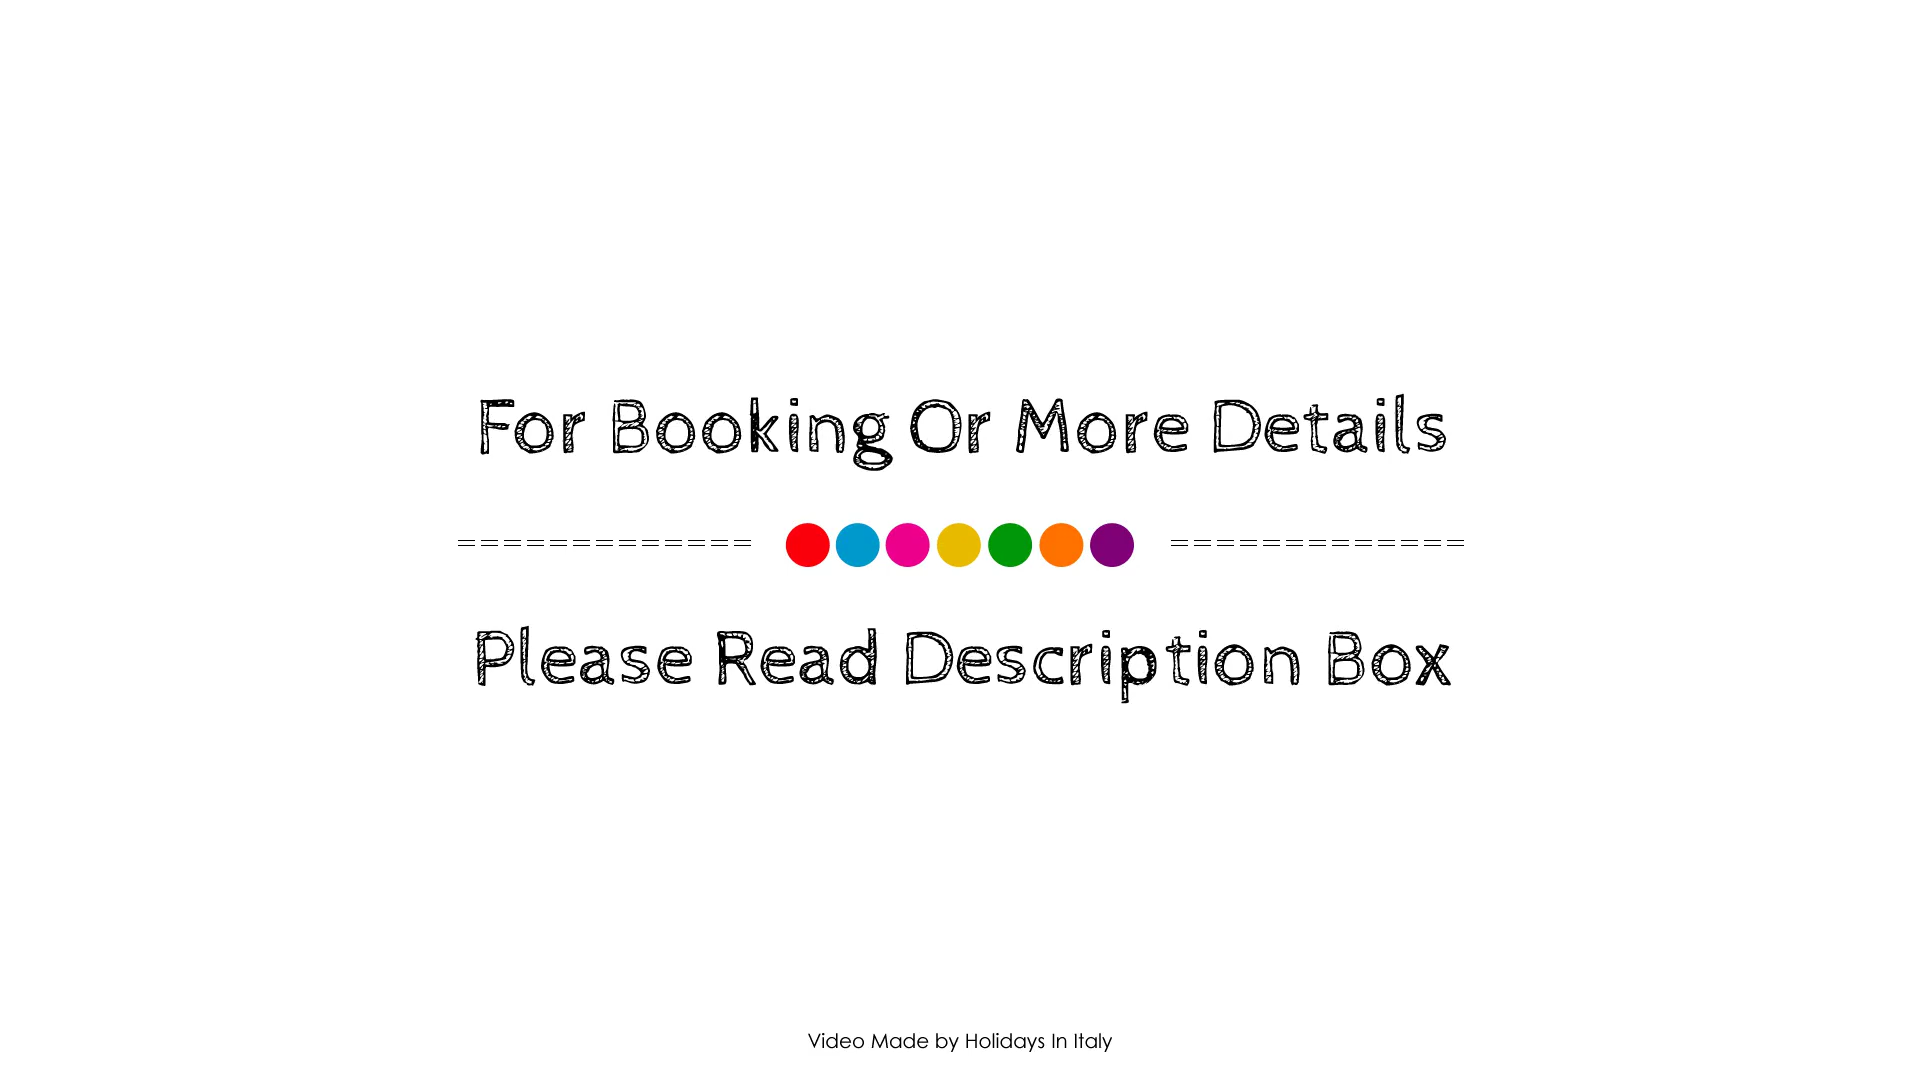 For Booking Or More Details
============= =============
Please Read Description Box
Video Made by Holidays In Italy